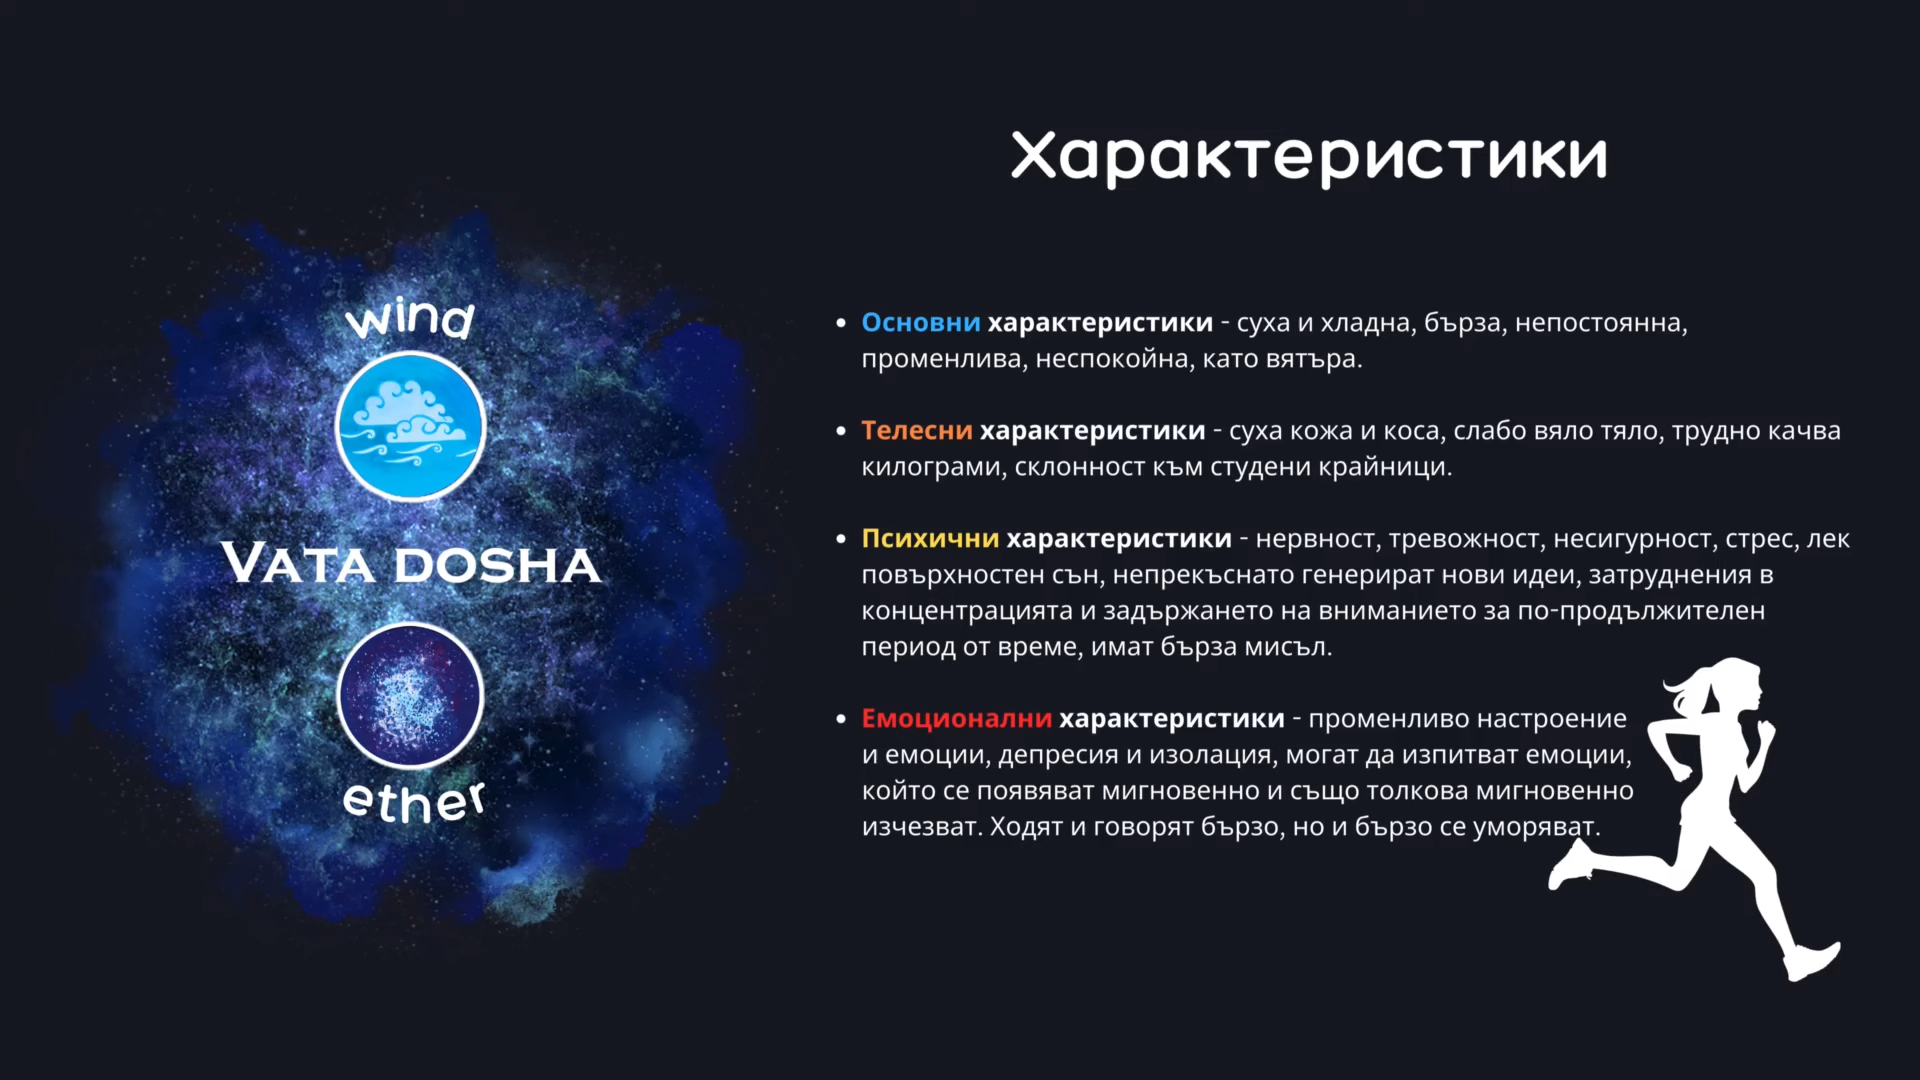 wind
VATA DOSHA
ether
Характеристики
• Основни характеристики - суха и хладна, бърза, непостоянна,
променлива, неспокойна, като вятъра.
• Телесни характеристики - суха кожа и коса, слабо вяло тяло, трудно качва
килограми, склонност към студени крайници.
• Психични характеристики - нервност, тревожност, несигурност, стрес, лек
повърхностен сън, непрекъснато генерират нови идеи, затруднения в
концентрацията и задържането на вниманието за по-продължителен
период от време, имат бърза мисъл.
• Емоционални характеристики - променливо настроение
и емоции, депресия и изолация, могат да изпитват емоции,
който се появяват мигновенно и също толкова мигновенно
изчезват. Ходят и говорят бързо, но и бързо се уморяват.